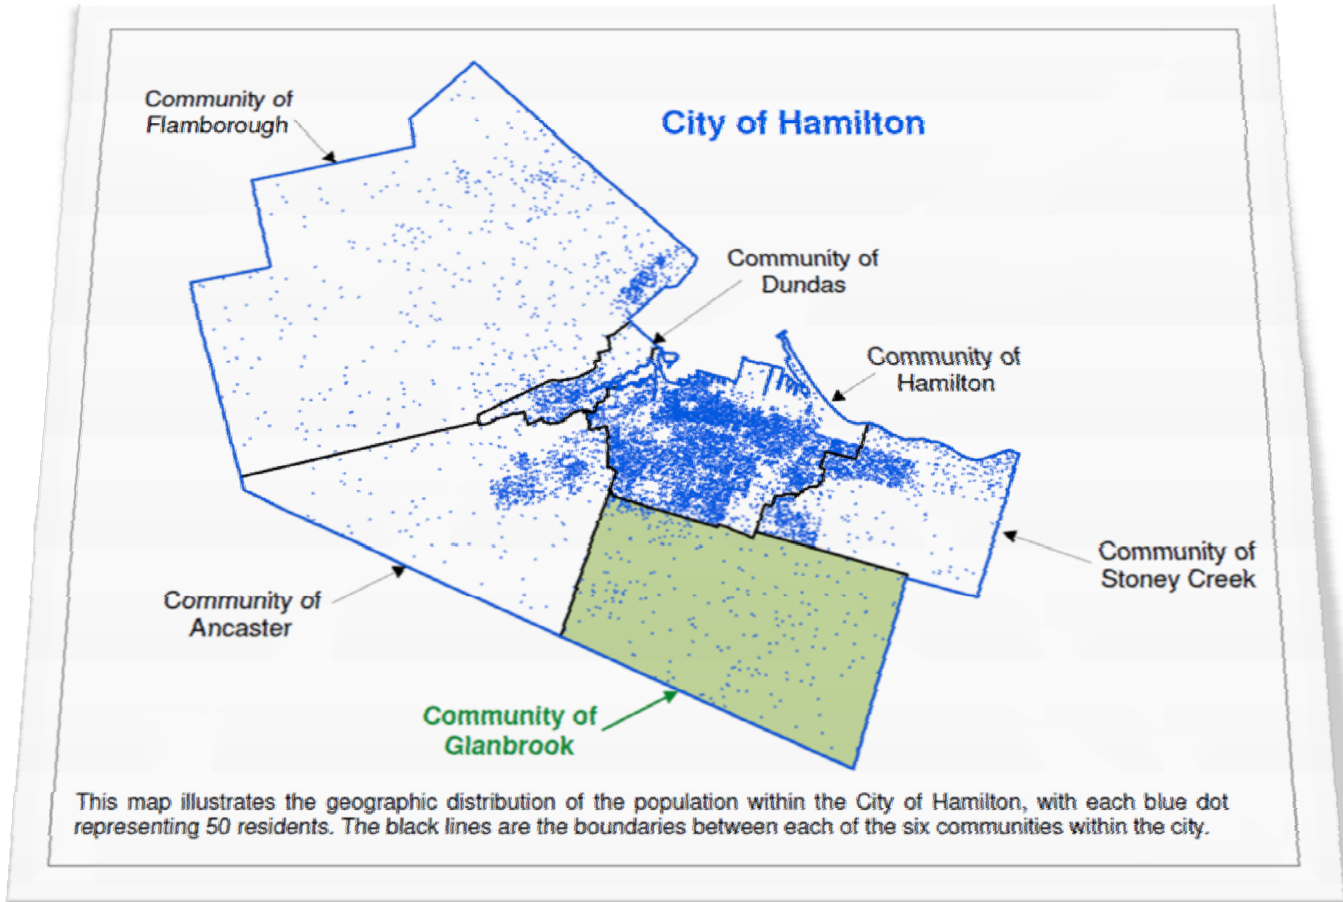 Community of
Flamborough
City of Hamilton
Community of
Dundas
Community of
Hamilton
Community of
Stoney Creek
Community of
Ancaster
Community of
Glanbrook
This map illustrates the geographic distribution of the population within the City of Hamilton, with each blue dot
representing 50 residents. The black lines are the boundaries between each of the six communities within the city.